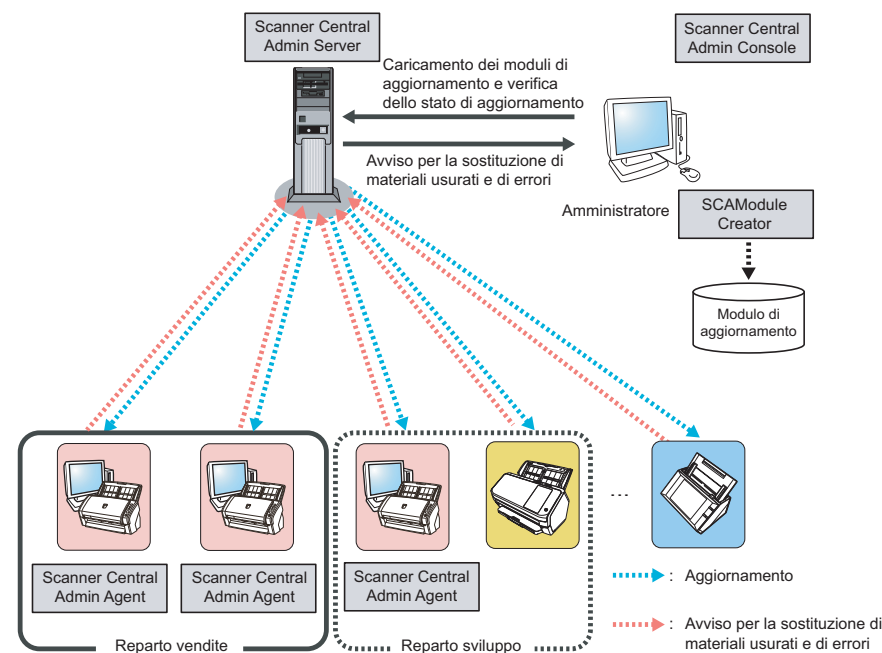 Scanner Central
Admin Server
Scanner Central
Admin Console
Caricamento dei moduli di
aggiornamento e verifica
dello stato di aggiornamento
Avviso per la sostituzione di
materiali usurati e di errori
Amministratore
SCAModule
Creator
Modulo di
aggiornamento
...
Scanner Central
Admin Agent
Scanner Central
Admin Agent
Scanner Central
Admin Agent
Reparto vendite
Reparto sviluppo
: Aggiornamento
: Avviso per la sostituzione di
materiali usurati e di errori